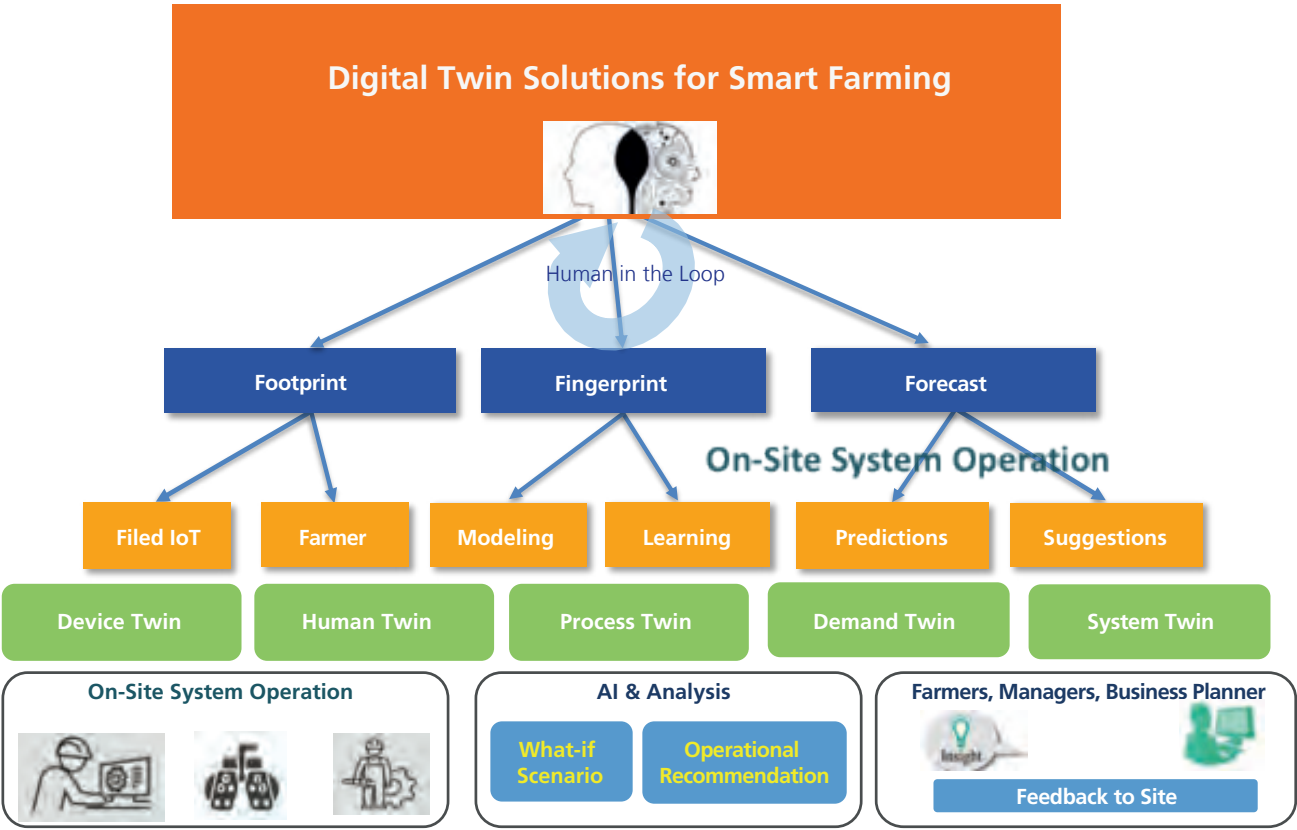 Digital Twin Solutions for Smart Farming
Human in the Loop
Footprint
Fingerprint
Forecast
On-Site System Operation
Filed IoT
Farmer
Modeling
Learning
Predictions
Suggestions
Device Twin
Human Twin
Process Twin
Demand Twin
System Twin
On-Site System Operation
AI & Analysis
What-if
Scenario
Operational
Recommendation
Farmers, Managers, Business Planner
Insight
Feedback to Site